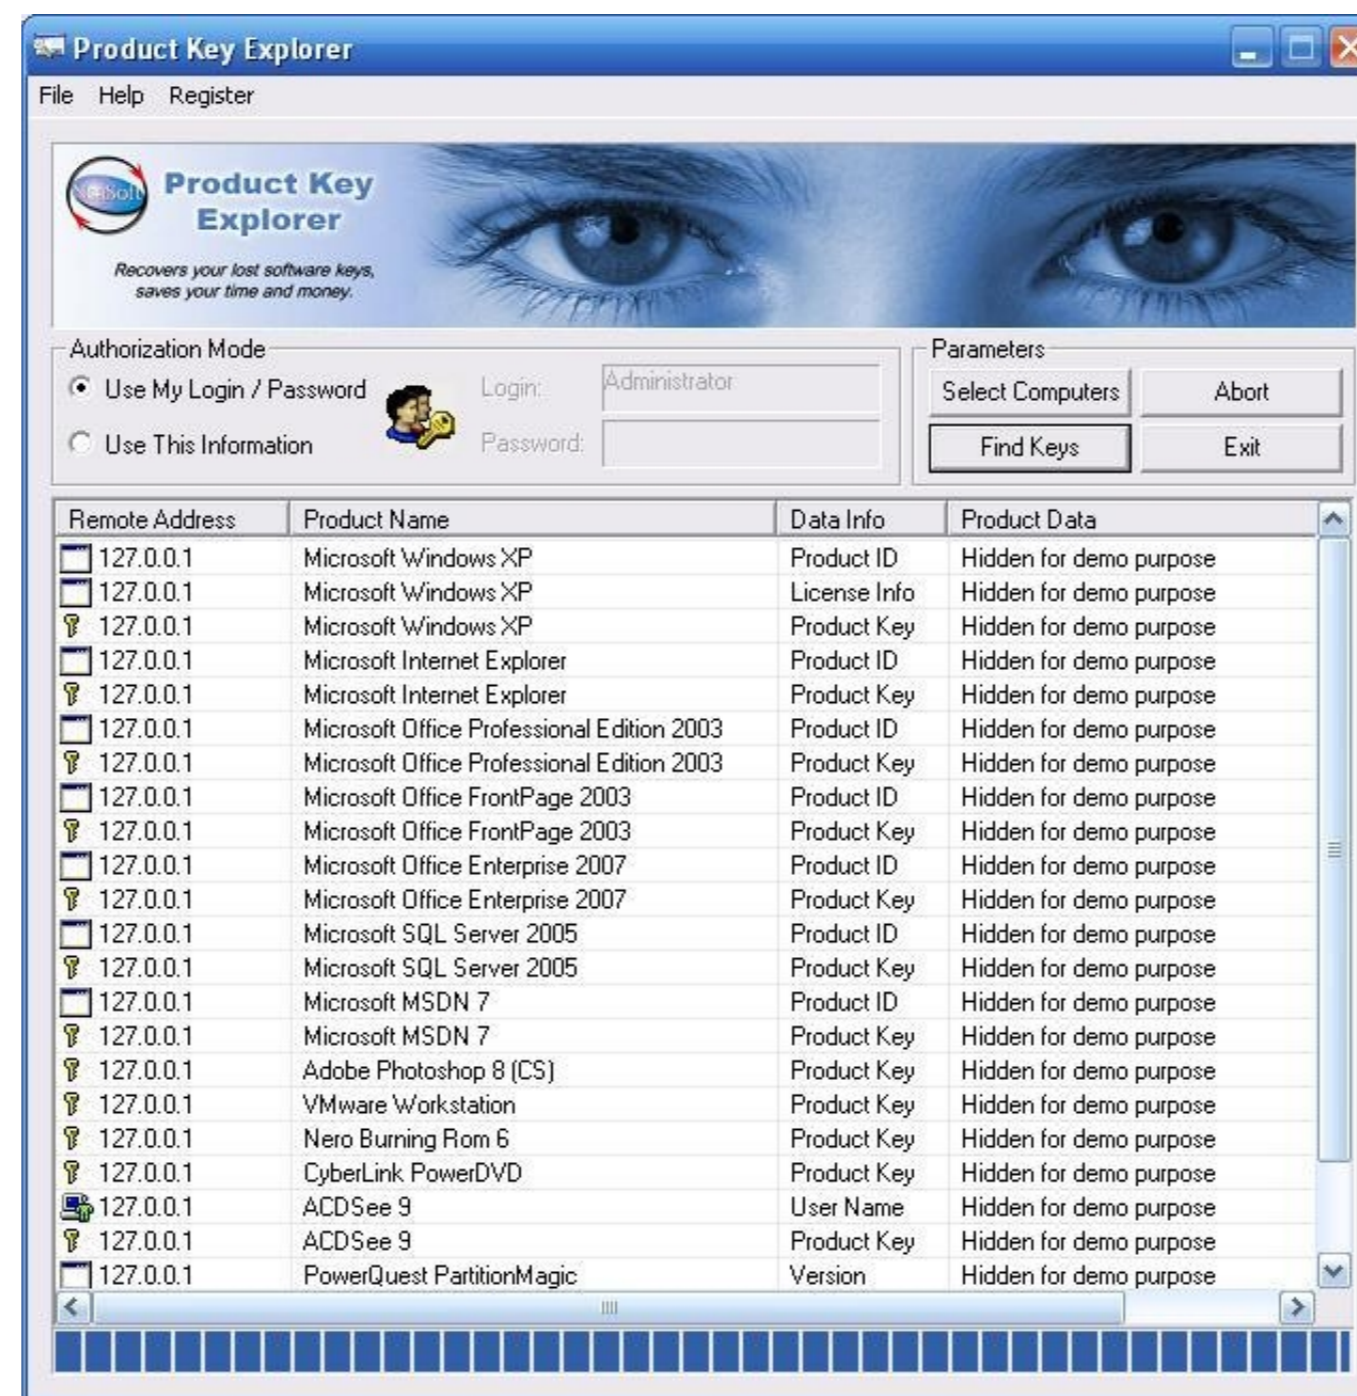 Product Key Explorer
File Help Register
Product Key
Explorer
Recovers your lost software keys,
saves your time and money.
Authorization Mode
Use My Login / Password
Login:
Administrator
Use This Information
Password:
Parameters
Select Computers Abort
Find Keys Exit
Remote Address Product Name Data Info Product Data
127.0.0.1 Microsoft Windows XP Product ID Hidden for demo purpose
127.0.0.1 Microsoft Windows XP License Info Hidden for demo purpose
127.0.0.1 Microsoft Windows XP Product Key Hidden for demo purpose
127.0.0.1 Microsoft Internet Explorer Product ID Hidden for demo purpose
127.0.0.1 Microsoft Internet Explorer Product Key Hidden for demo purpose
127.0.0.1 Microsoft Office Professional Edition 2003 Product ID Hidden for demo purpose
127.0.0.1 Microsoft Office Professional Edition 2003 Product Key Hidden for demo purpose
127.0.0.1 Microsoft Office FrontPage 2003 Product ID Hidden for demo purpose
127.0.0.1 Microsoft Office FrontPage 2003 Product Key Hidden for demo purpose
127.0.0.1 Microsoft Office Enterprise 2007 Product ID Hidden for demo purpose
127.0.0.1 Microsoft Office Enterprise 2007 Product Key Hidden for demo purpose
127.0.0.1 Microsoft SQL Server 2005 Product ID Hidden for demo purpose
127.0.0.1 Microsoft SQL Server 2005 Product Key Hidden for demo purpose
127.0.0.1 Microsoft MSDN 7 Product ID Hidden for demo purpose
127.0.0.1 Microsoft MSDN 7 Product Key Hidden for demo purpose
127.0.0.1 Adobe Photoshop 8 (CS) Product Key Hidden for demo purpose
127.0.0.1 VMware Workstation Product Key Hidden for demo purpose
127.0.0.1 Nero Burning Rom 6 Product Key Hidden for demo purpose
127.0.0.1 CyberLink PowerDVD Product Key Hidden for demo purpose
127.0.0.1 ACDSee 9 User Name Hidden for demo purpose
127.0.0.1 ACDSee 9 Product Key Hidden for demo purpose
127.0.0.1 PowerQuest PartitionMagic Version Hidden for demo purpose